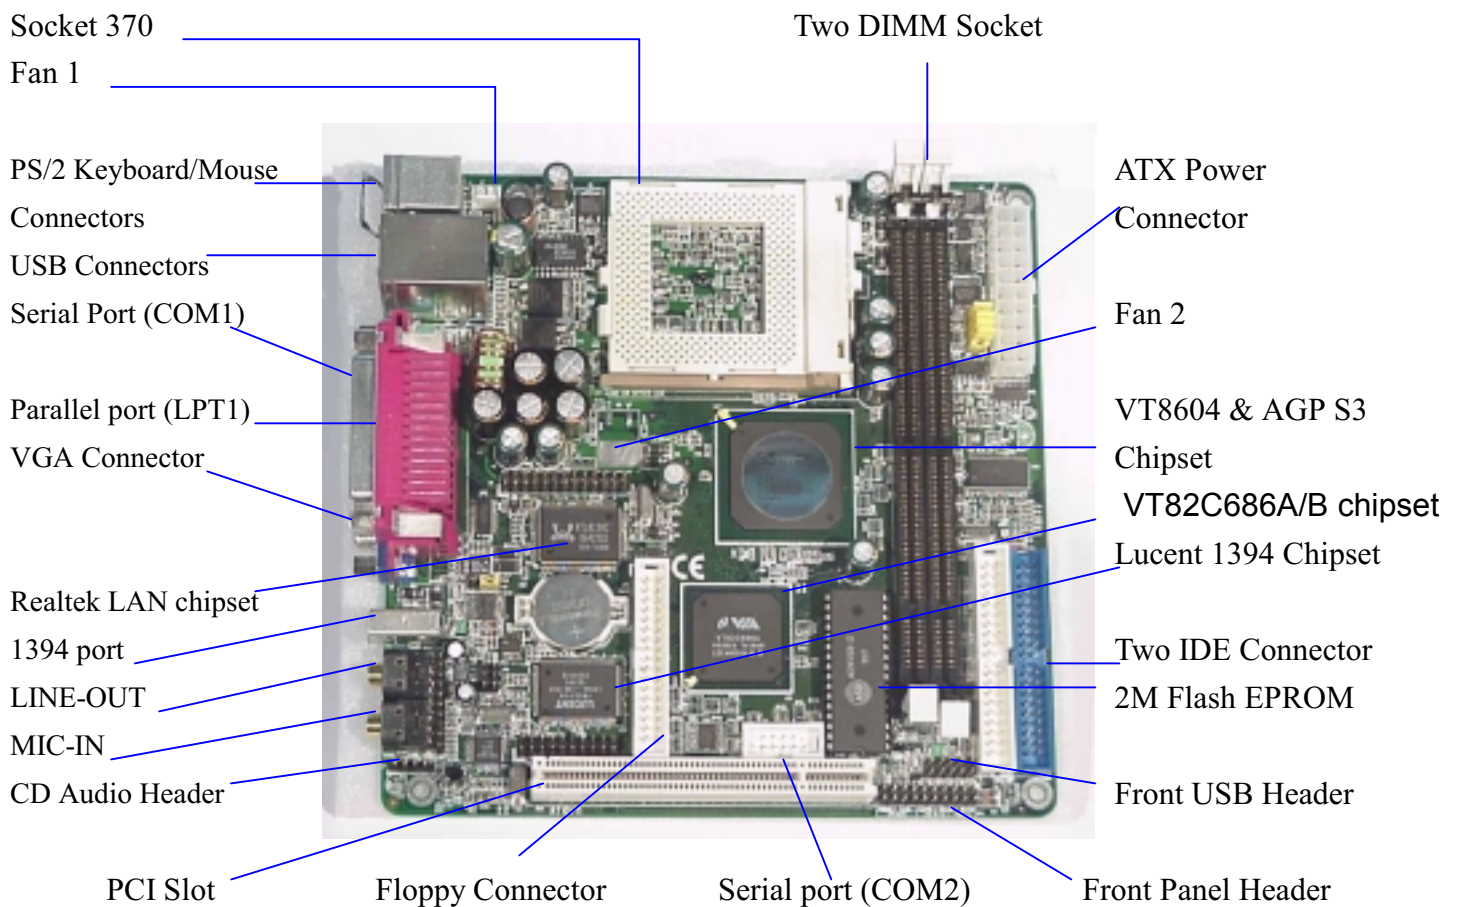 Socket 370
Two DIMM Socket
Fan 1
PS/2 Keyboard/Mouse
Connectors
USB Connectors
Serial Port (COM1)
Parallel port (LPT1)
VGA Connector
Realtek LAN chipset
1394 port
LINE-OUT
MIC-IN
CD Audio Header
ATX Power
Connector
Fan 2
VT8604 & AGP S3
Chipset
VT82C686A/B chipset
Lucent 1394 Chipset
Two IDE Connector
2M Flash EPROM
Front USB Header
CE
VIA
PCI Slot
Floppy Connector
Serial port (COM2)
Front Panel Header